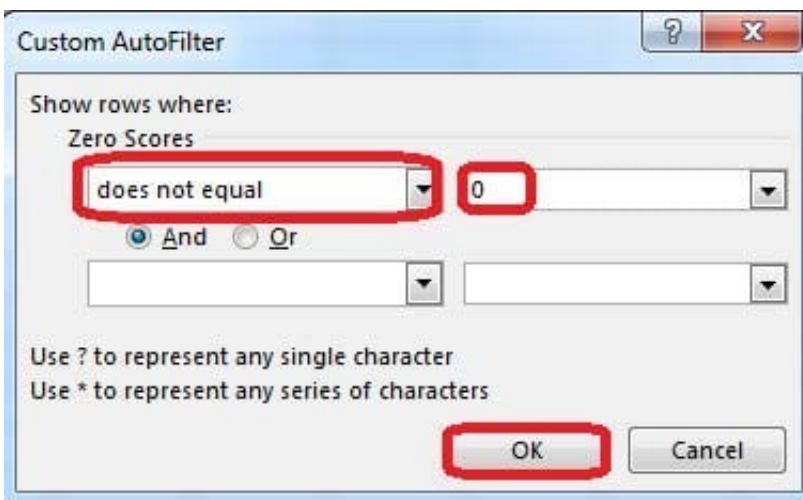 Custom AutoFilter
?
Show rows where:
Zero Scores
does not equal 0
And Or
Use ? to represent any single character
Use * to represent any series of characters
OK Cancel